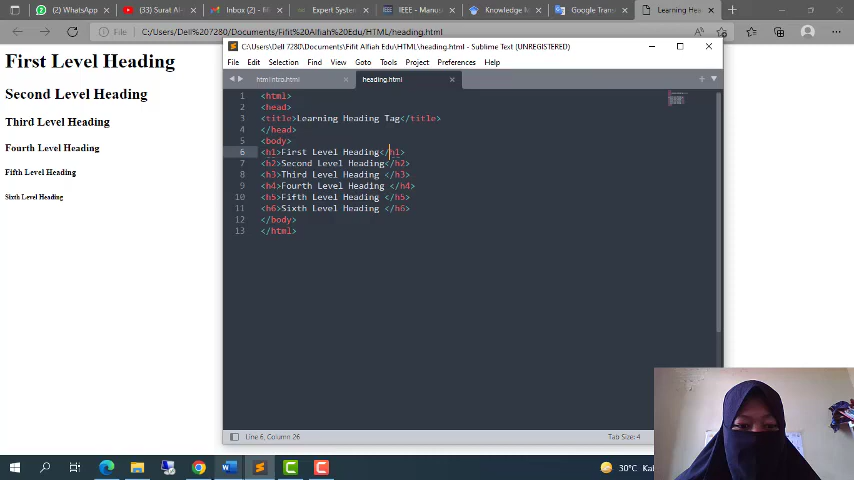 (2) WhatsApp
(33) Surat Al-
Inbox (2) -
Expert System
IEEE - Manus
Knowledge M
Google Trans
Learning Hea
File
C:/Users/Dell%207280/Documents/Fifit%20Alfiah%20Edu/HTML/heading.html
First Level Heading
Second Level Heading
Third Level Heading
Fourth Level Heading
Fifth Level Heading
Sixth Level Heading
C:\Users\Dell 7280\Documents\Fifit Alfiah Edu\HTML\heading.html - Sublime Text (UNREGISTERED)
File Edit Selection Find View Goto Tools Project Preferences Help
htmlintro.html
heading.html
1 <html>
2 <head>
3 <title>Learning Heading Tag</title>
4 </head>
5 <body>
6 <h1>First Level Heading</h1>
7 <h2>Second Level Heading</h2>
8 <h3>Third Level Heading </h3>
9 <h4>Fourth Level Heading </h4>
10 <h5>Fifth Level Heading </h5>
11 <h6>Sixth Level Heading </h6>
12 </body>
13 </html>
Line 6, Column 26
Tab Size: 4
30°C